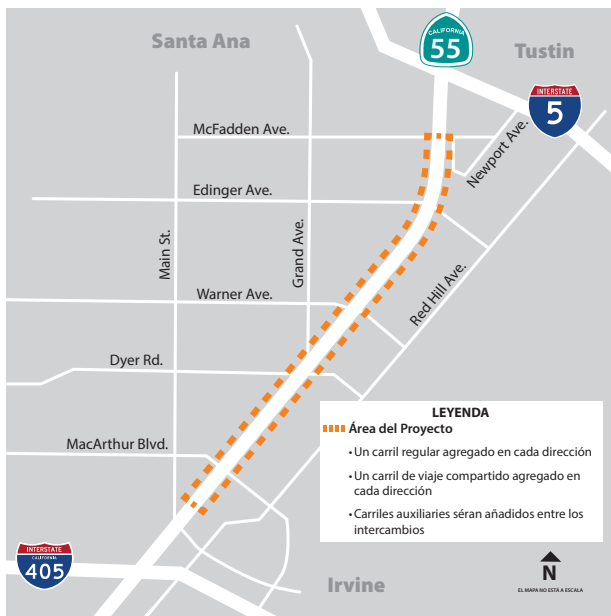 Santa Ana
CALIFORNIA
55
Tustin
INTERSTATE
5
McFadden Ave.
Newport Ave.
Edinger Ave.
Main St.
Grand Ave.
Warner Ave.
Red Hill Ave.
Dyer Rd.
MacArthur Blvd.
LEYENDA
Área del Proyecto
• Un carril regular agregado en cada dirección
• Un carril de viaje compartido agregado en
cada dirección
• Carriles auxiliaries séran añadidos entre los
intercambios
INTERSTATE
CALIFORNIA
405
Irvine
N
EL MAPA NO ESTÁ A ESCALA